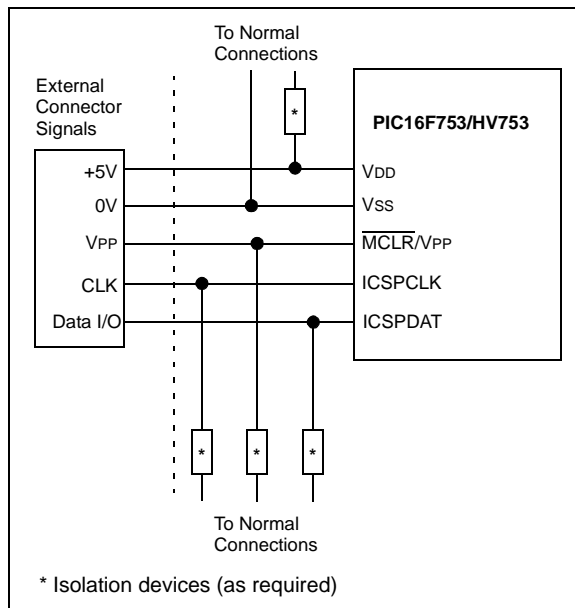 To Normal
Connections
External
Connector
Signals
*
PIC16F753/HV753
+5V
VDD
0V
VSS
VPP
MCLR/VPP
CLK
ICSPCLK
Data I/O
ICSPDAT
* * *
To Normal
Connections
* Isolation devices (as required)